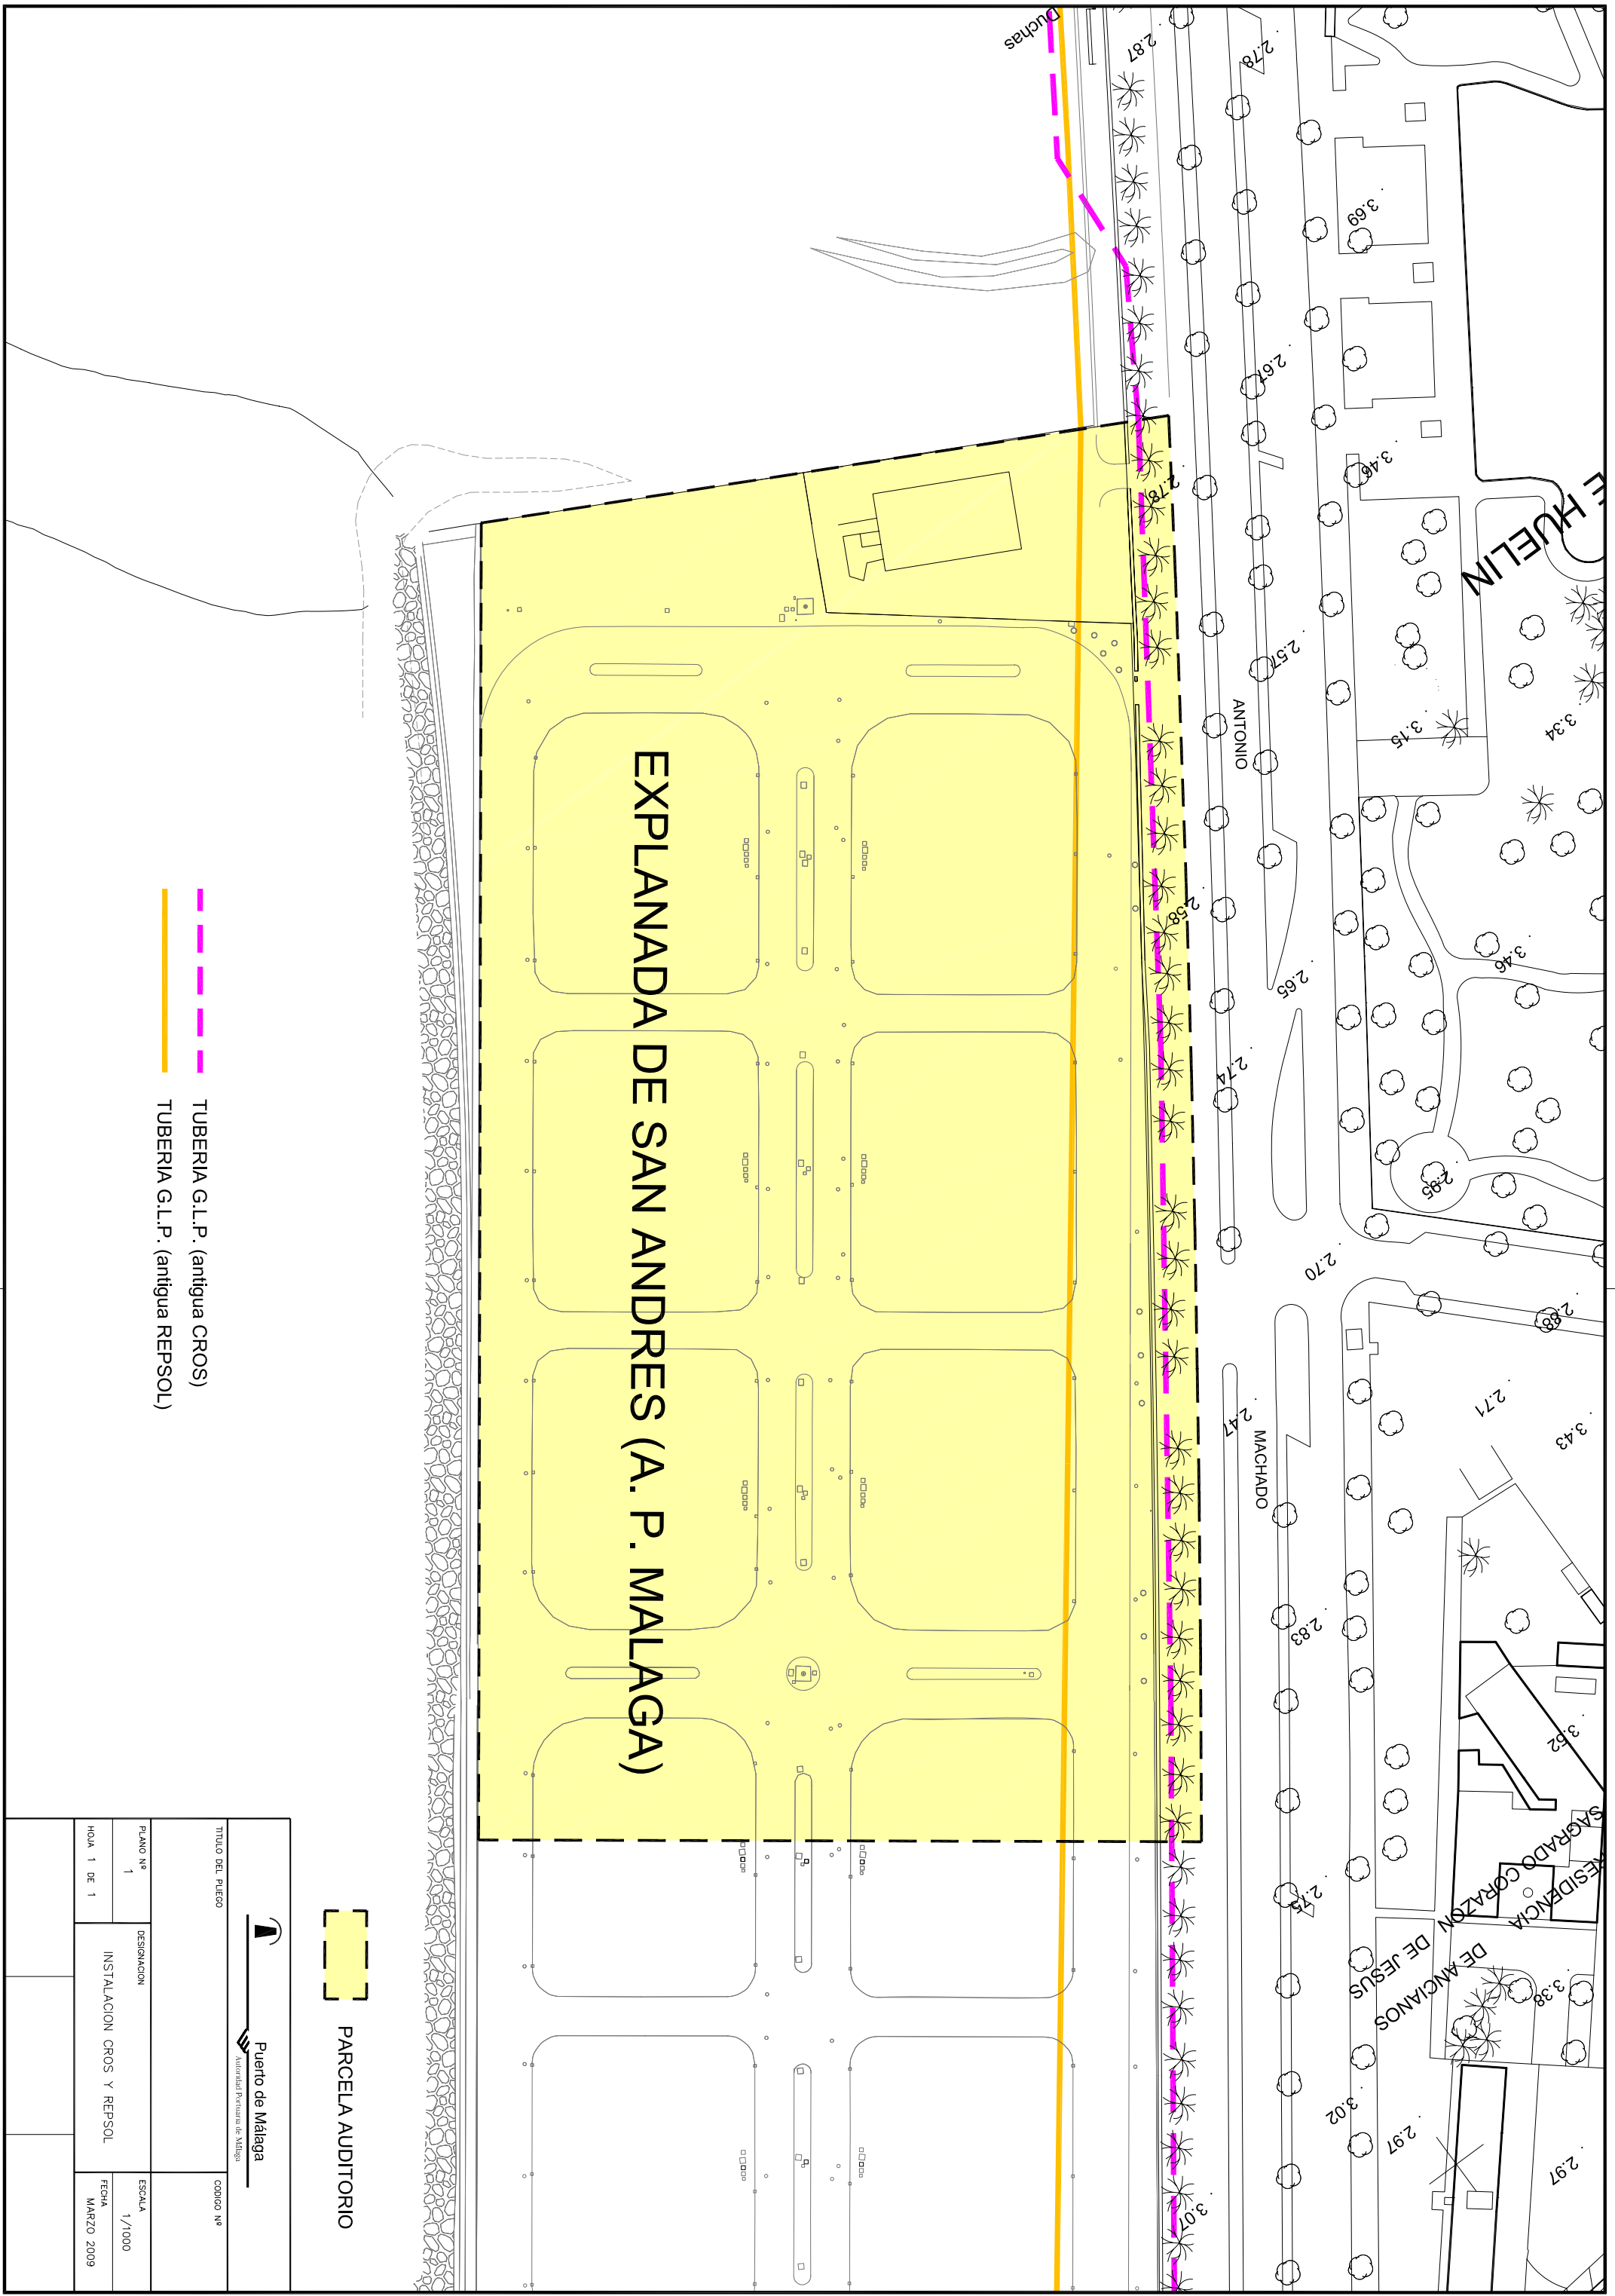 Duchas
2.87
2.78
3.69
2.67
3.46
E HUELIN
2.78
2.57
3.15
3.34
ANTONIO
2.58
2.65
3.46
2.74
2.95
2.70
2.88
2.47
MACHADO
2.71
3.43
2.83
3.52
2.75
RESIDENCIA
SAGRADO CORAZON
DE ANCIANOS
DE JESUS
3.38
3.02
2.97
2.97
3.07
EXPLANADA DE SAN ANDRES (A. P. MALAGA)
TUBERIA G.L.P. (antigua CROS)
TUBERIA G.L.P. (antigua REPSOL)
PARCELA AUDITORIO
Puerto de Málaga
Autoridad Portuaria de Málaga
TITULO DEL PLIEGO
CODIGO Nº
PLANO Nº
1
DESIGNACION
INSTALACION CROS Y REPSOL
ESCALA
1/1000
HOJA 1 DE 1
FECHA
MARZO 2009